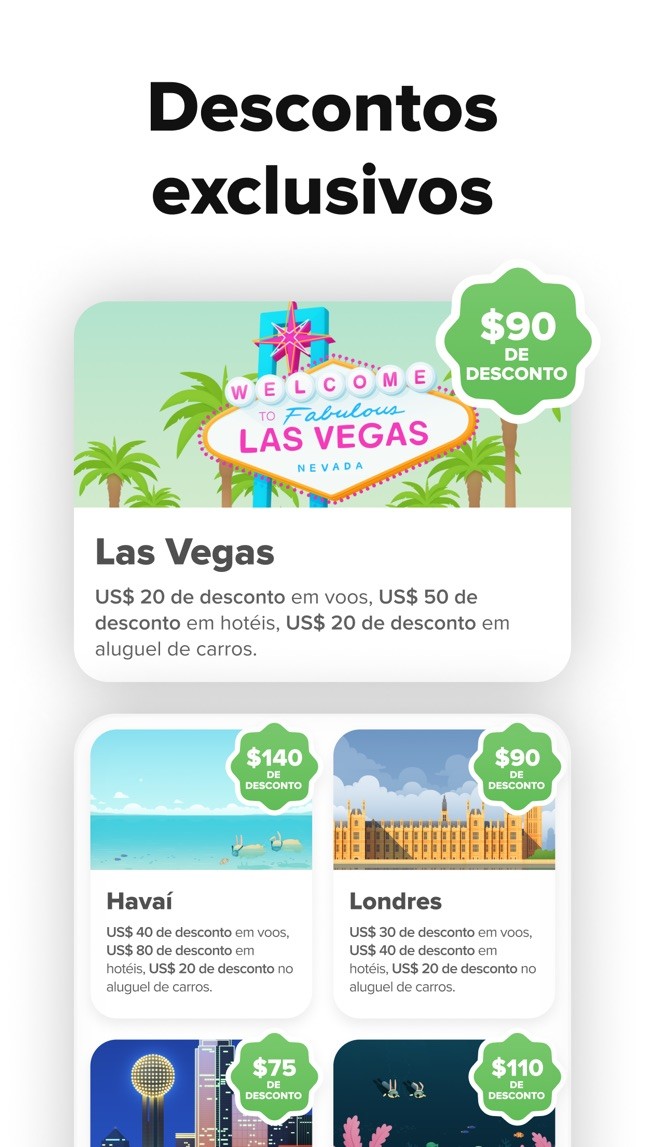 Descontos
exclusivos
$90
DE
DESCONTO
WELCOME
TO Fabulous
LAS VEGAS
NEVADA
Las Vegas
US$ 20 de desconto em voos, US$ 50 de
desconto em hotéis, US$ 20 de desconto em
aluguel de carros.
$140
DE
DESCONTO
Havaí
US$ 40 de desconto em voos,
US$ 80 de desconto em
hotéis, US$ 20 de desconto no
aluguel de carros.
$90
DE
DESCONTO
Londres
US$ 30 de desconto em voos,
US$ 40 de desconto em
hotéis, US$ 20 de desconto no
aluguel de carros.
$75
DE
DESCONTO
$110
DE
DESCONTO